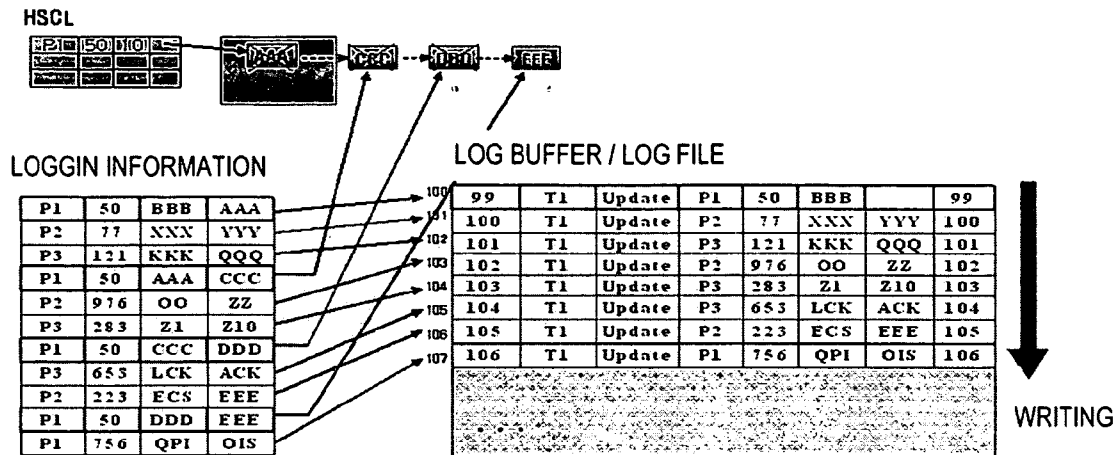 HSCL
P1 50 10
AAA CCC DDD EEE
LOGGIN INFORMATION
LOG BUFFER / LOG FILE
P1 50 BBB AAA
P2 77 XXX YYY
P3 121 KKK QQQ
P1 50 AAA CCC
P2 976 OO ZZ
P3 283 Z1 Z10
P1 50 CCC DDD
P3 653 LCK ACK
P2 223 ECS EEE
P1 50 DDD EEE
P1 756 QPI OIS
100 99 T1 Update P1 50 BBB 99
101 100 T1 Update P2 77 XXX YYY 100
102 101 T1 Update P3 121 KKK QQQ 101
103 102 T1 Update P2 976 OO ZZ 102
104 103 T1 Update P3 283 Z1 Z10 103
105 104 T1 Update P3 653 LCK ACK 104
106 105 T1 Update P2 223 ECS EEE 105
107 106 T1 Update P1 756 QPI OIS 106
WRITING